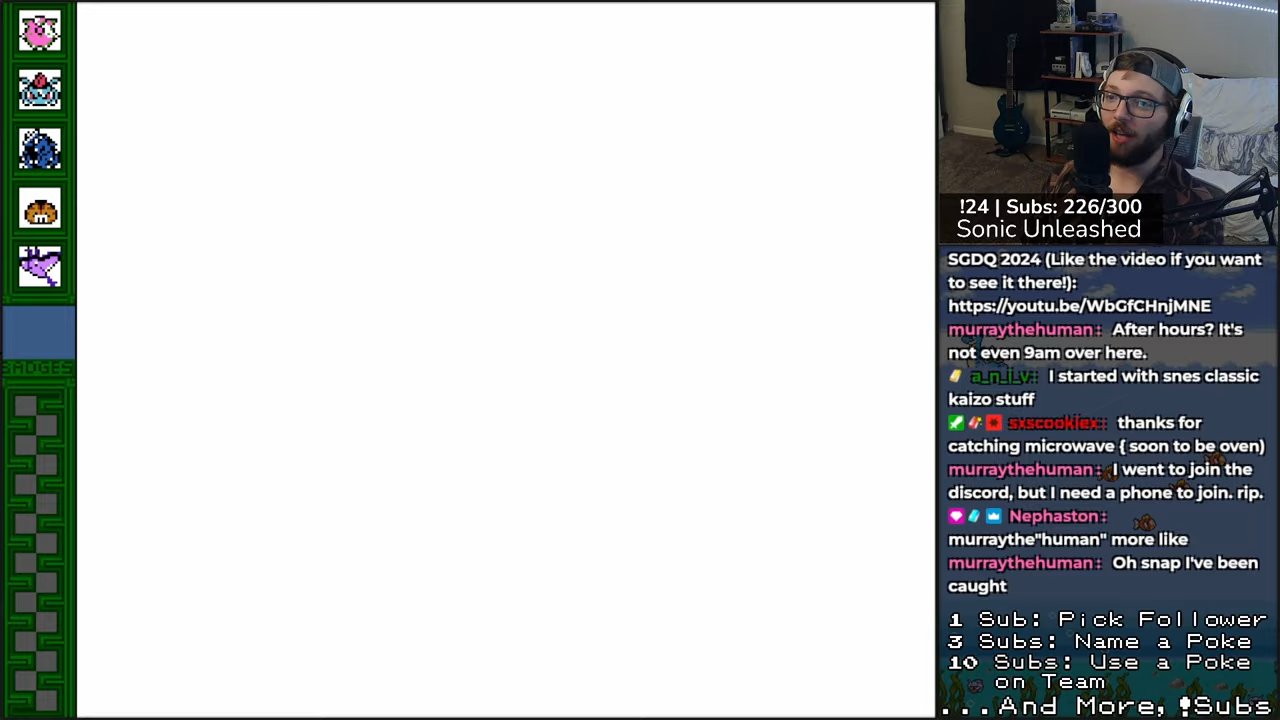 !24 | Subs: 226/300
Sonic Unleashed
SGDQ 2024 (Like the video if you want
to see it there!):
https://youtu.be/WbGfCHnjMNE
murraythehuman: After hours? It's
not even 9am over here.
a_n_i_v: I started with snes classic
kaizo stuff
sxscookiex: thanks for
catching microwave { soon to be oven)
murraythehuman: I went to join the
discord, but I need a phone to join. rip.
Nephaston:
murraythe"human" more like
murraythehuman: Oh snap I've been
caught
BADGES
1 Sub: Pick Follower
3 Subs: Name a Poke
10 Subs: Use a Poke
on Team
...And More, !Subs